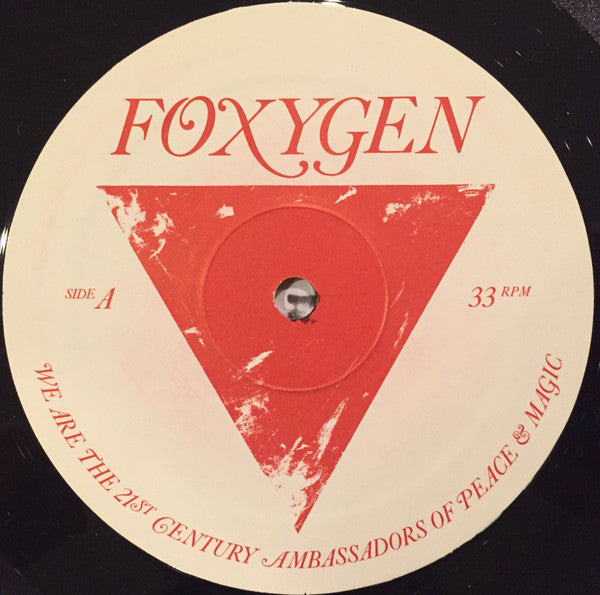 FOXYGEN
SIDE A
33 RPM
WE ARE THE 21ST CENTURY AMBASSADORS OF PEACE & MAGIC